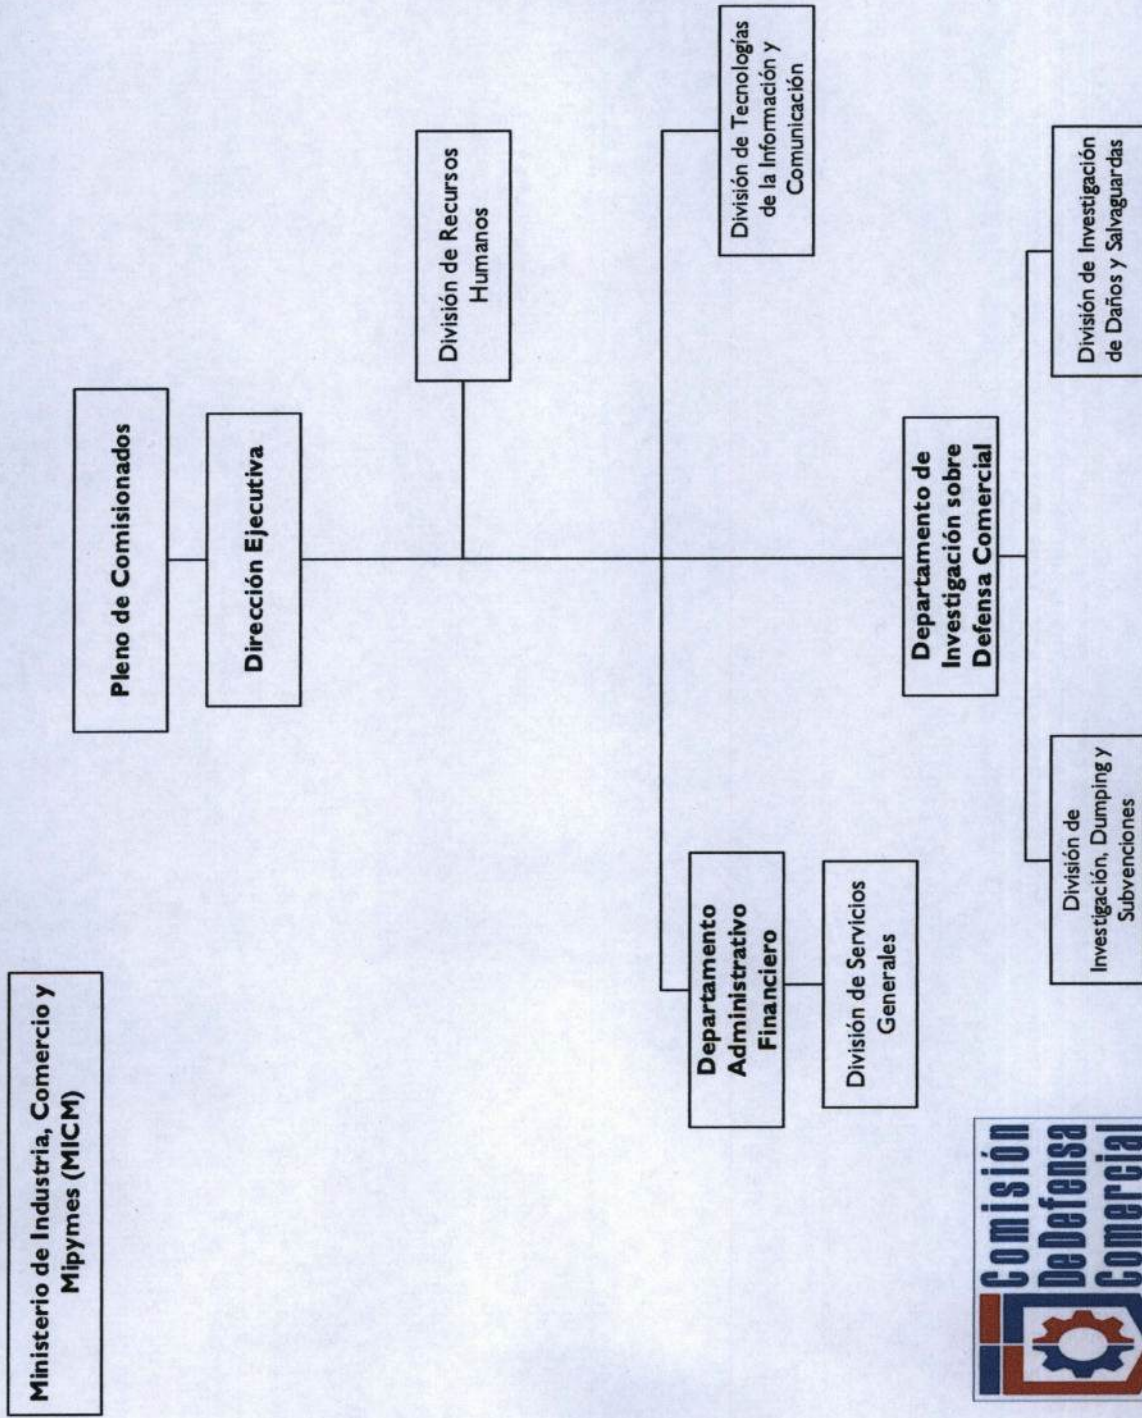 Ministerio de Industria, Comercio y
Mipymes (MICM)
Pleno de Comisionados
Dirección Ejecutiva
División de Recursos
Humanos
Departamento
Administrativo
Financiero
División de Tecnologías
de la Información y
Comunicación
División de Servicios
Generales
Departamento de
Investigación sobre
Defensa Comercial
División de
Investigación, Dumping y
Subvenciones
División de Investigación
de Daños y Salvaguardas
Comisión
DeDefensa
Comercial